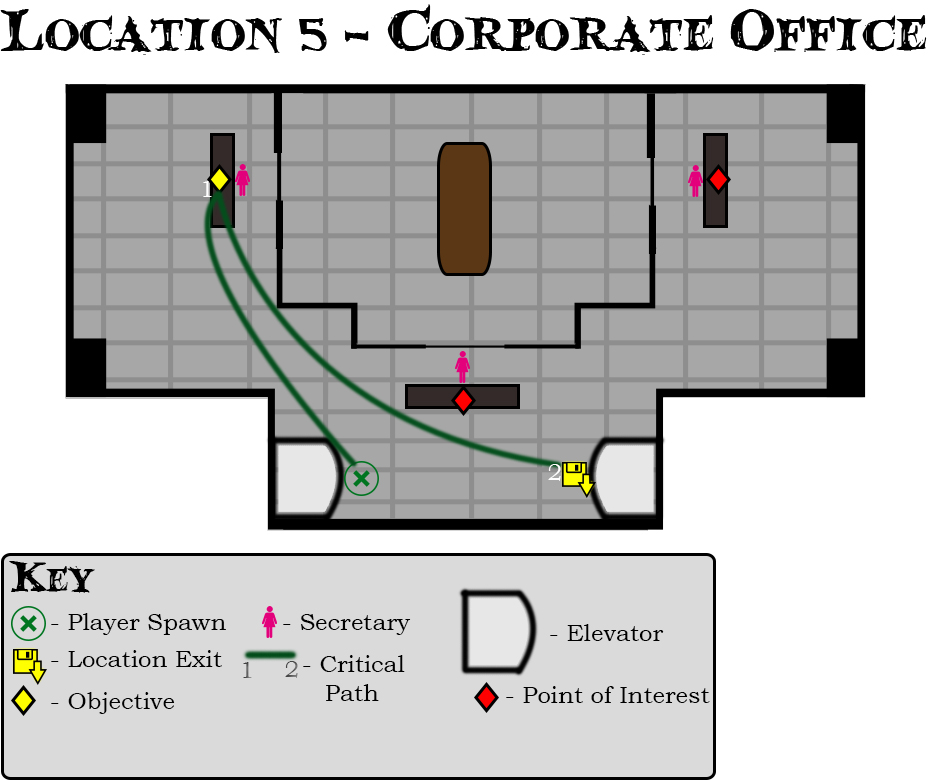 Location 5 – Corporate Office
1
2
Key
- Player Spawn
- Secretary
- Elevator
- Location Exit
1 2 - Critical
Path
- Objective
- Point of Interest